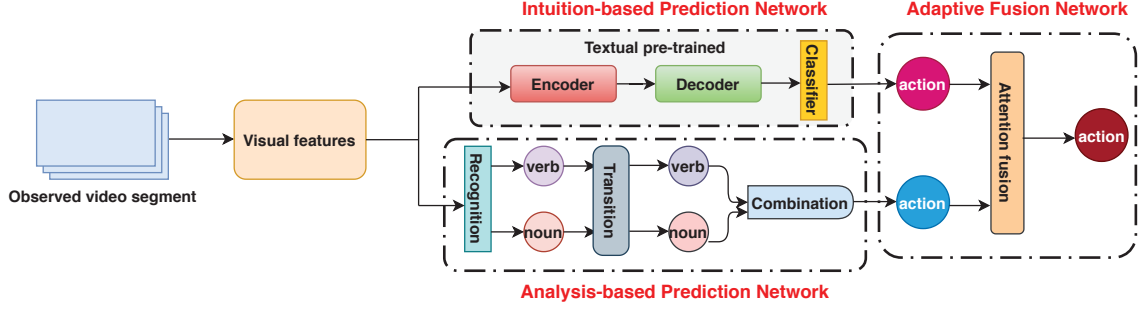 Intuition-based Prediction Network
Adaptive Fusion Network
Textual pre-trained
Encoder
Decoder
Classifier
action
Attention fusion
action
Visual features
Observed video segment
Recognition
verb
Transition
verb
noun
noun
Combination
action
Analysis-based Prediction Network